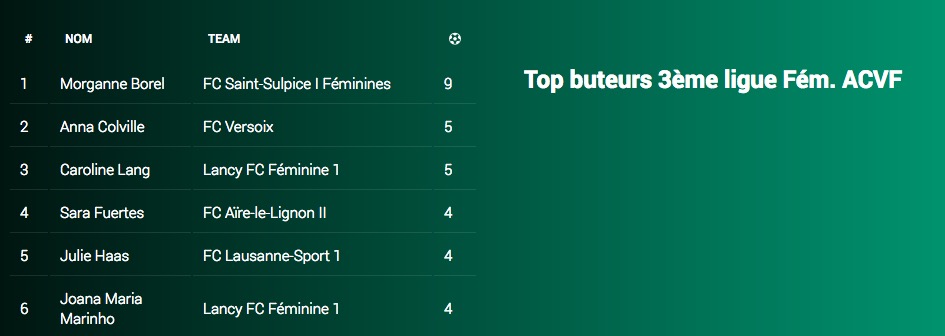 # NOM TEAM
1 Morganne Borel FC Saint-Sulpice I Féminines 9
Top buteurs 3ème ligue Fém. ACVF
2 Anna Colville FC Versoix 5
3 Caroline Lang Lancy FC Féminine 1 5
4 Sara Fuertes FC Aïre-le-Lignon II 4
5 Julie Haas FC Lausanne-Sport 1 4
6 Joana Maria Marinho Lancy FC Féminine 1 4